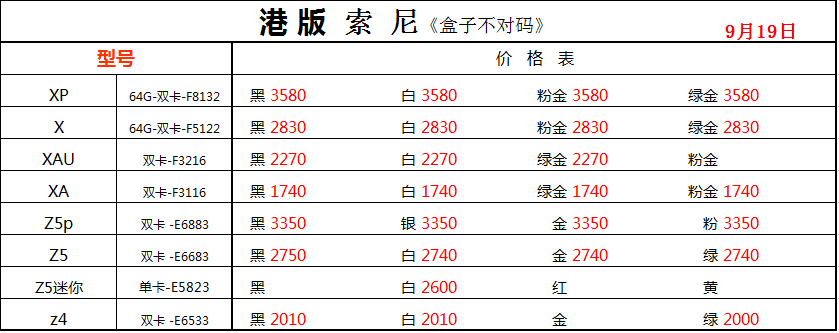 港版 索 尼《盒子不对码》 9月19日
型号 价 格 表
XP 64G-双卡-F8132 黑 3580 白 3580 粉金 3580 绿金 3580
X 64G-双卡-F5122 黑 2830 白 2830 粉金 2830 绿金 2830
XAU 双卡-F3216 黑 2270 白 2270 绿金 2270 粉金
XA 双卡-F3116 黑 1740 白 1740 绿金 1740 粉金 1740
Z5p 双卡 -E6883 黑 3350 银 3350 金 3350 粉 3350
Z5 双卡 -E6683 黑 2750 白 2740 金 2740 绿 2740
Z5迷你 单卡-E5823 黑 白 2600 红 黄
z4 双卡 -E6533 黑 2010 白 2010 金 绿 2000